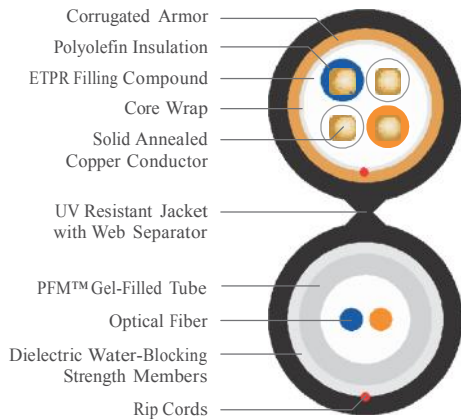 Corrugated Armor
Polyolefin Insulation
ETPR Filling Compound
Core Wrap
Solid Annealed
Copper Conductor
UV Resistant Jacket
with Web Separator
PFM™ Gel-Filled Tube
Optical Fiber
Dielectric Water-Blocking
Strength Members
Rip Cords